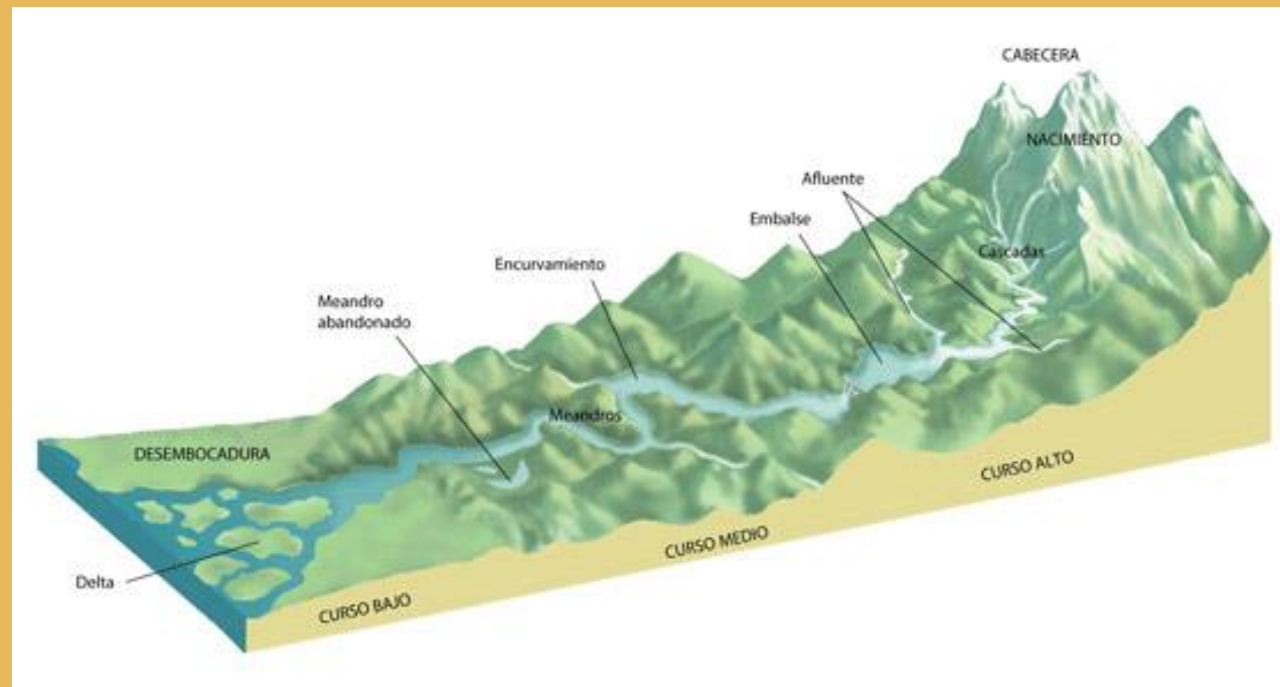 CABECERA
NACIMIENTO
Afluente
Embalse
Cascadas
Encurvamiento
Meandro
abandonado
Meandros
DESEMBOCADURA
CURSO ALTO
CURSO MEDIO
Delta
CURSO BAJO